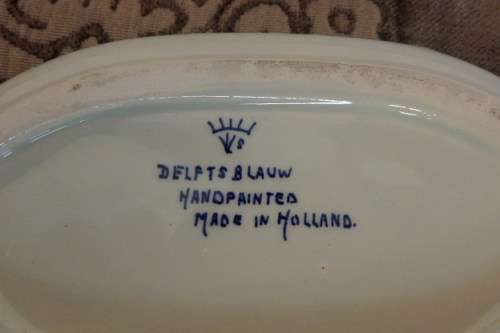 S
DELFTS BLAUW
HANDPAINTED
MADE IN HOLLAND.